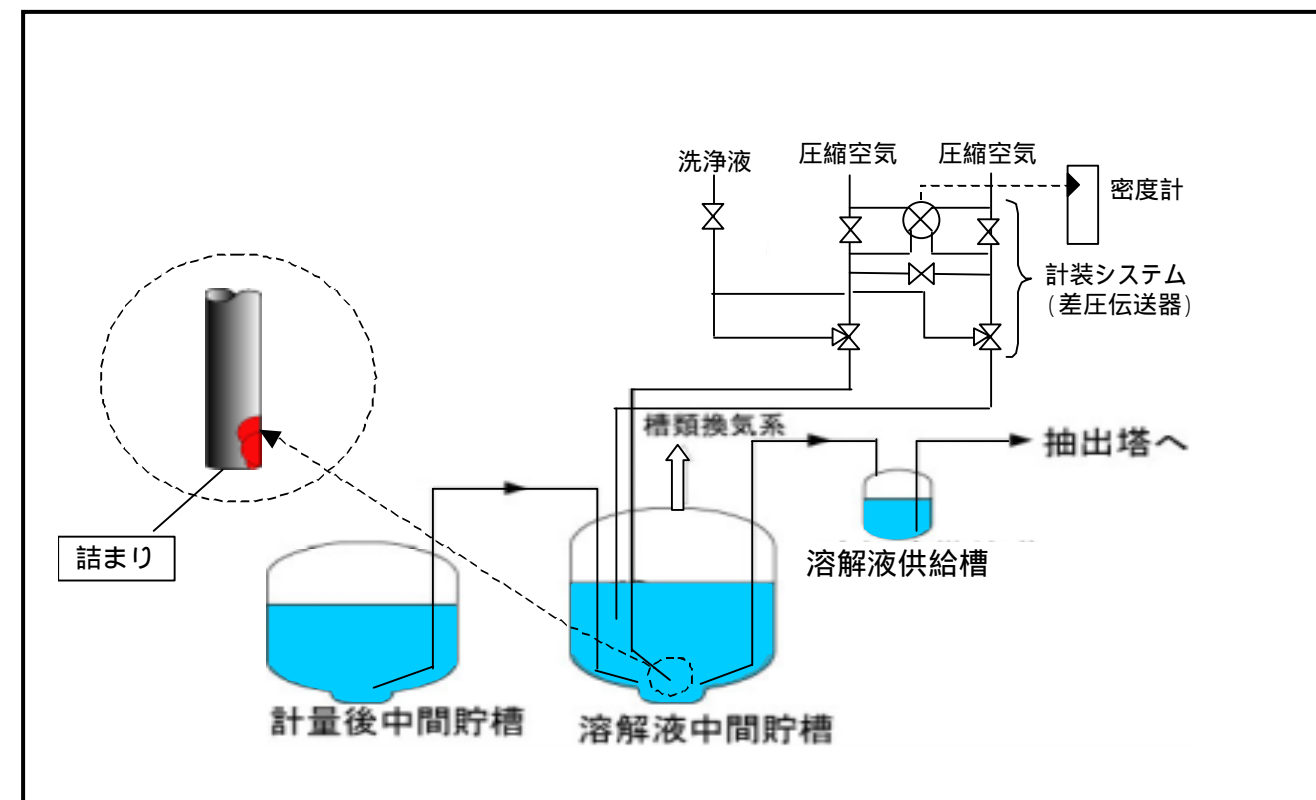 洗浄液
圧縮空気
圧縮空気
密度計
計装システム
(差圧伝送器)
槽類換気系
抽出塔へ
詰まり
溶解液供給槽
計量後中間貯槽
溶解液中間貯槽